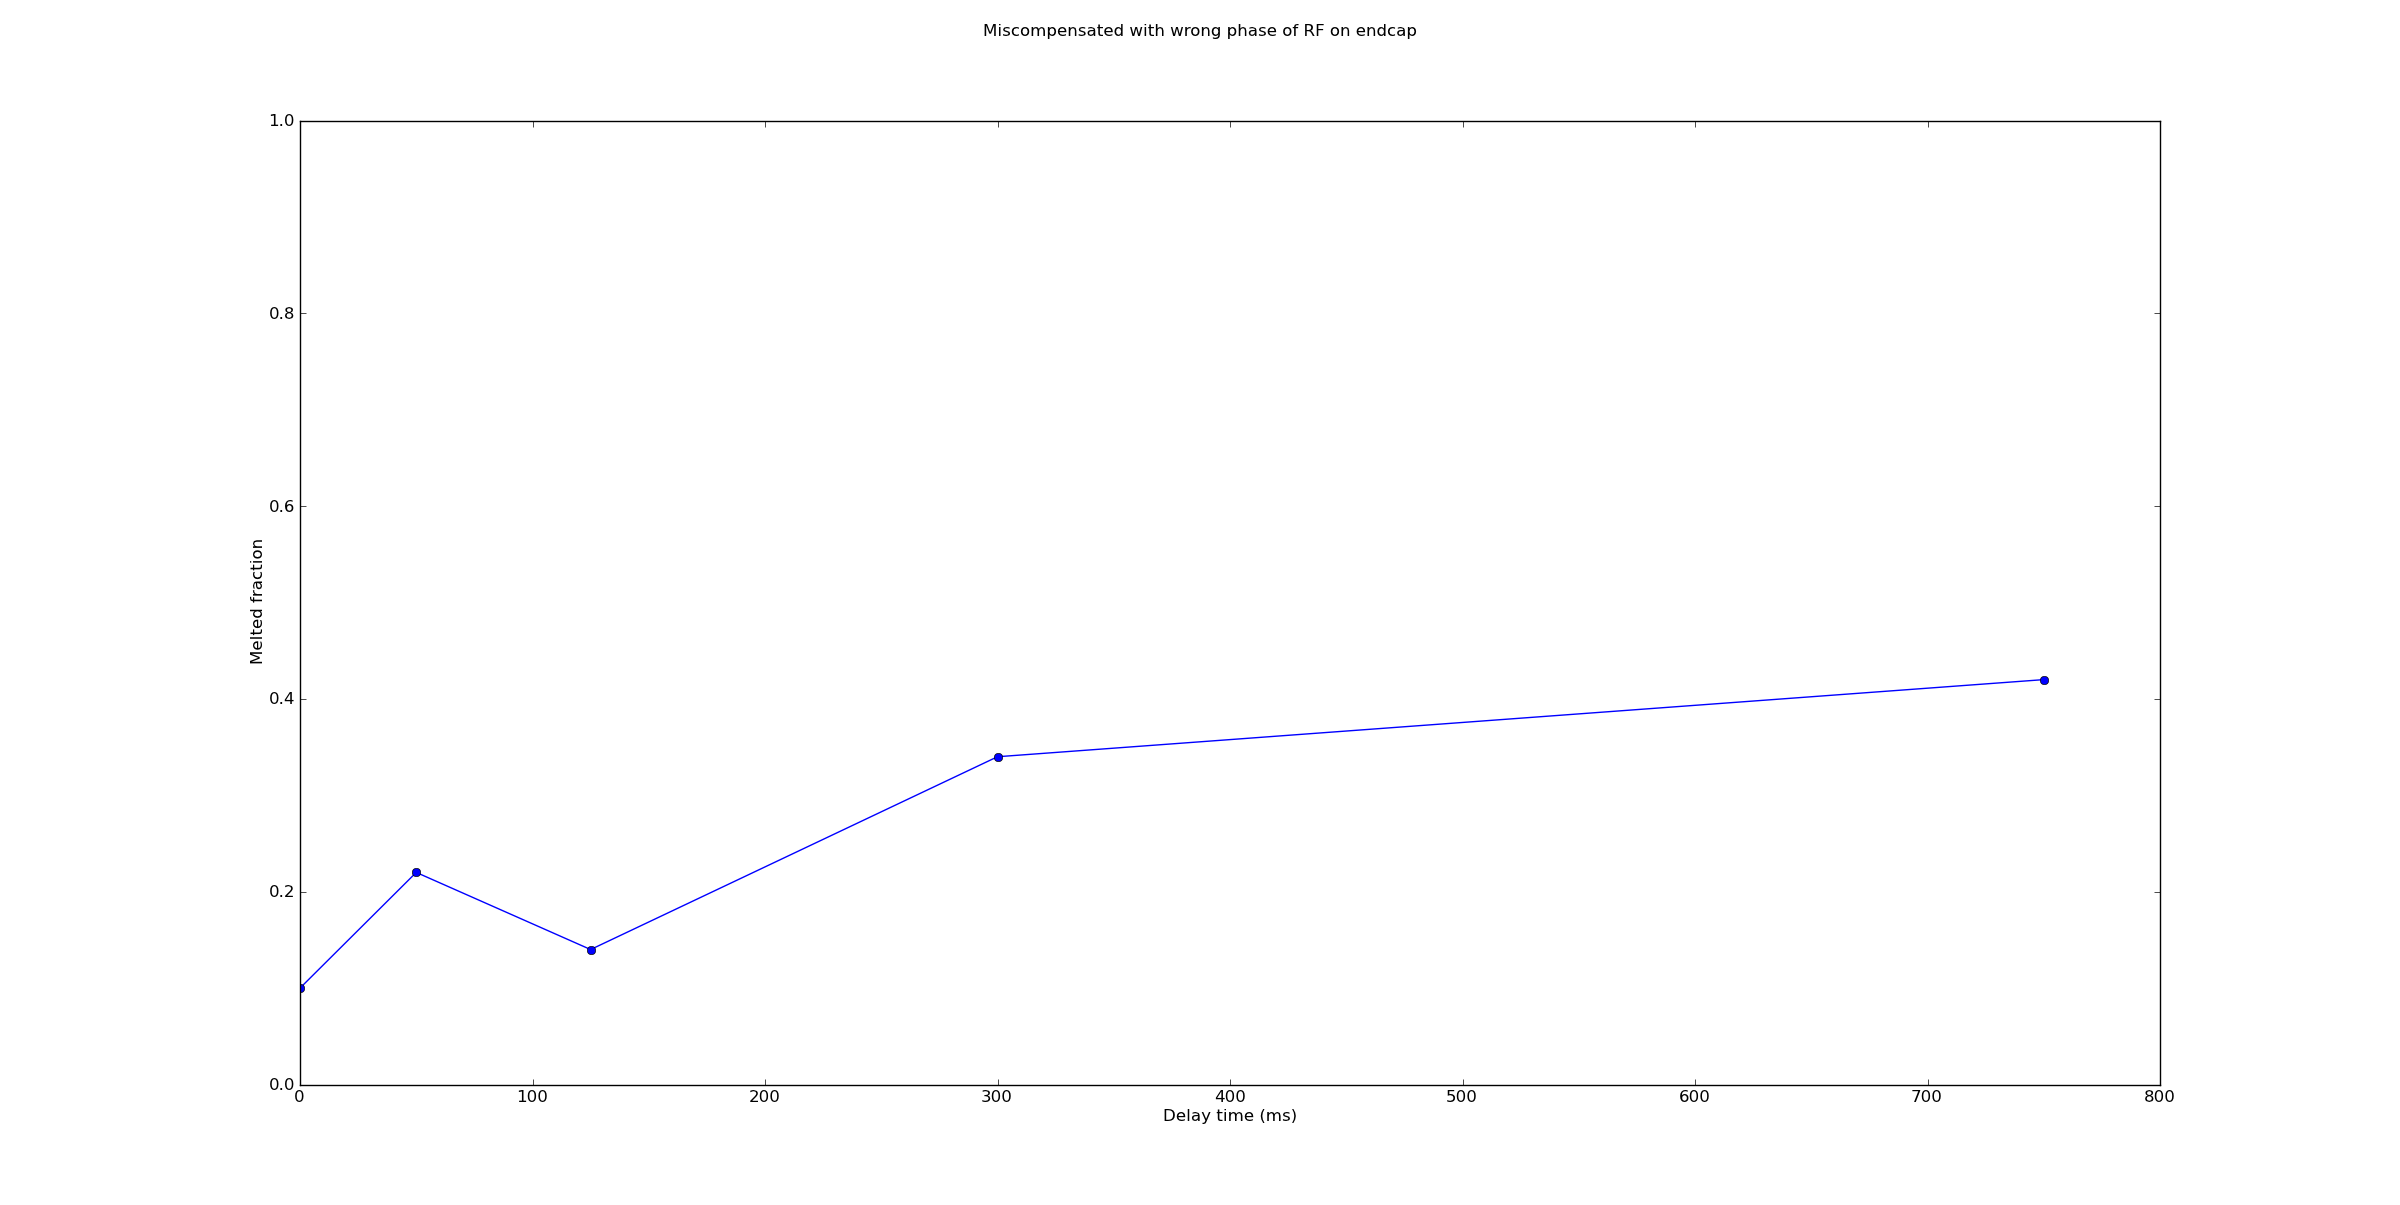 Miscompensated with wrong phase of RF on endcap
1.0
0.8
0.6
0.4
0.2
0.0
Melted fraction
0 100 200 300 400 500 600 700 800
Delay time (ms)